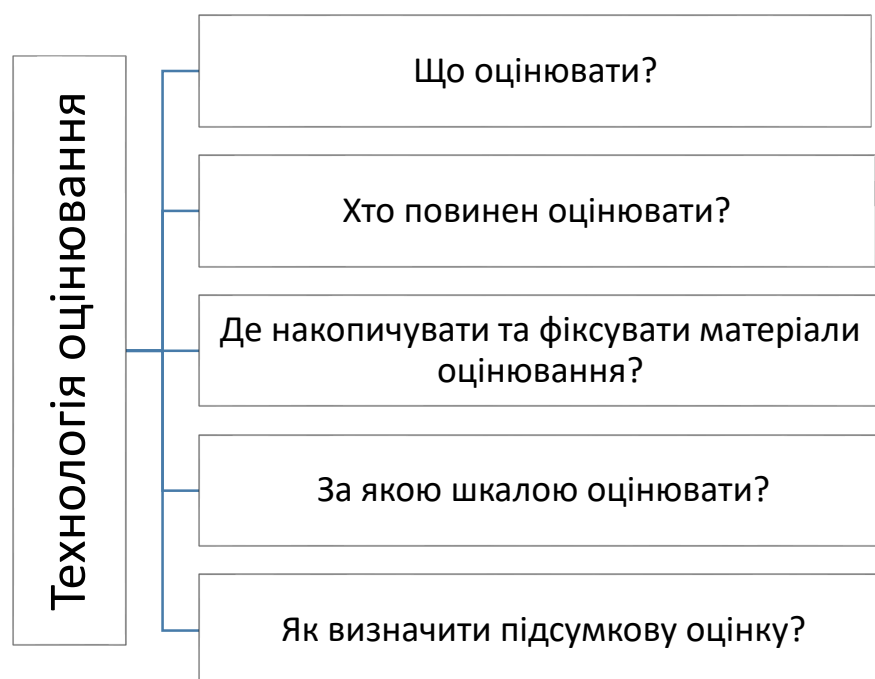 Технологія оцінювання
Що оцінювати?
Хто повинен оцінювати?
Де накопичувати та фіксувати матеріали
оцінювання?
За якою шкалою оцінювати?
Як визначити підсумкову оцінку?